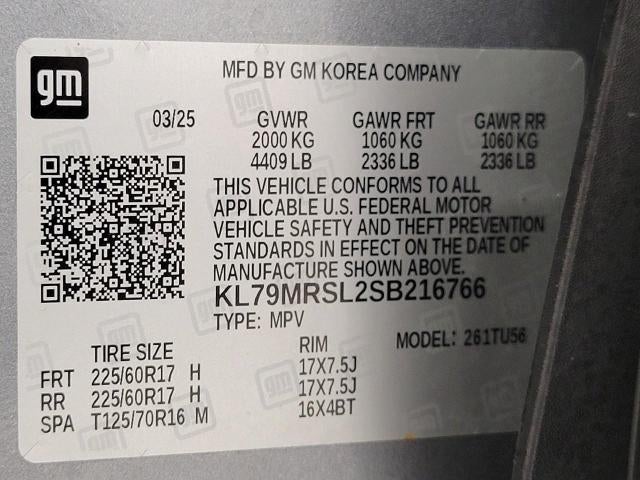 gm
MFD BY GM KOREA COMPANY
03/25 GVWR GAWR FRT GAWR RR
2000 KG 1060 KG 1060 KG
4409 LB 2336 LB 2336 LB
THIS VEHICLE CONFORMS TO ALL
APPLICABLE U.S. FEDERAL MOTOR
VEHICLE SAFETY AND THEFT PREVENTION
STANDARDS IN EFFECT ON THE DATE OF
MANUFACTURE SHOWN ABOVE.
KL79MRSL2SB216766
TYPE: MPV MODEL: 261TU56
TIRE SIZE RIM
FRT 225/60R17 H 17X7.5J
RR 225/60R17 H 17X7.5J
SPA T125/70R16 M 16X4BT